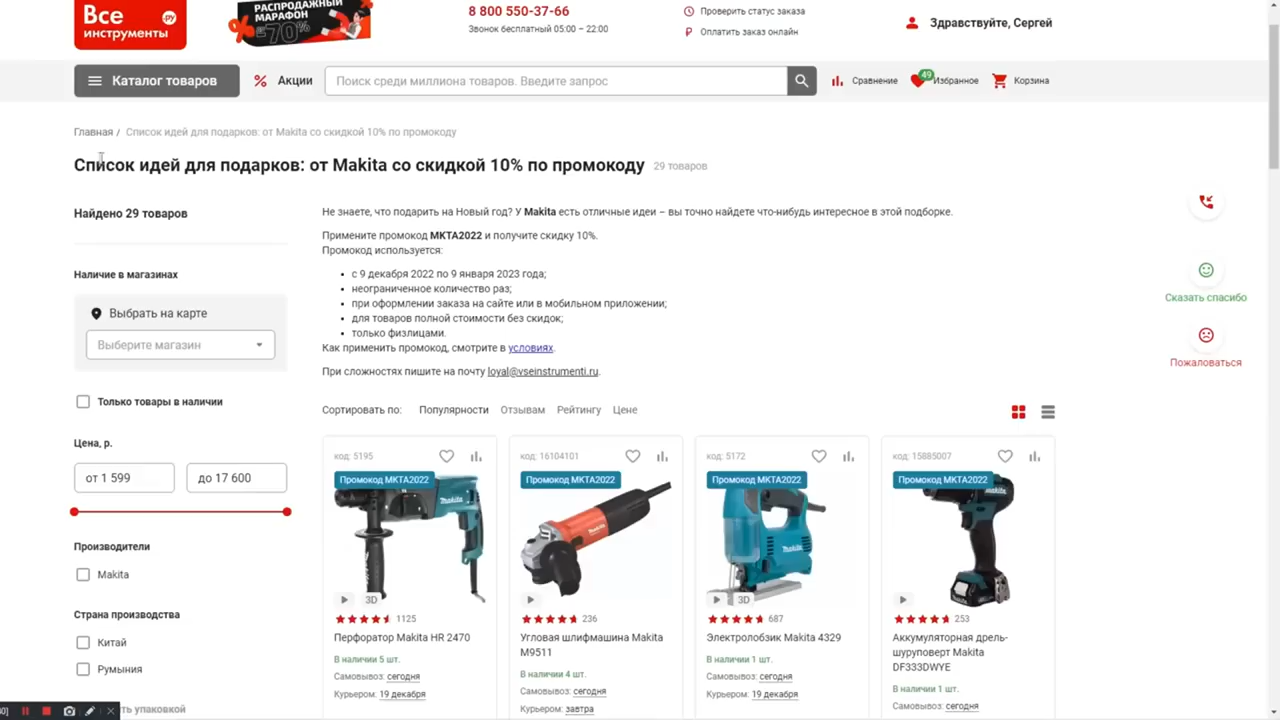 Все
инструменты
.ру
РАСПРОДАЖНЫЙ
МАРАФОН
-70%
8 800 550-37-66
Звонок бесплатный 05:00 – 22:00
Проверить статус заказа
Оплатить заказ онлайн
Здравствуйте, Сергей
Каталог товаров
Акции
Поиск среди миллиона товаров. Введите запрос
Сравнение
49
Избранное
Корзина
Главная / Список идей для подарков: от Makita со скидкой 10% по промокоду
Список идей для подарков: от Makita со скидкой 10% по промокоду 29 товаров
Найдено 29 товаров
Наличие в магазинах
Выбрать на карте
Выберите магазин
Только товары в наличии
Цена, р.
от 1 599
до 17 600
Производители
Makita
Страна производства
Китай
Румыния
ть упаковкой
Не знаете, что подарить на Новый год? У Makita есть отличные идеи – вы точно найдете что-нибудь интересное в этой подборке.
Примените промокод MKTA2022 и получите скидку 10%.
Промокод используется:
с 9 декабря 2022 по 9 января 2023 года;
неограниченное количество раз;
при оформлении заказа на сайте или в мобильном приложении;
для товаров полной стоимости без скидок;
только физлицами.
Как применить промокод, смотрите в условиях.
При сложностях пишите на почту loyal@vseinstrumenti.ru.
Сортировать по: Популярности Отзывам Рейтингу Цене
код: 5195
Промокод MKTA2022
3D
1125
Перфоратор Makita HR 2470
В наличии 5 шт.
Самовывоз: сегодня
Курьером: 19 декабря
код: 16104101
Промокод MKTA2022
236
Угловая шлифмашина Makita
M9511
В наличии 4 шт.
Самовывоз: сегодня
Курьером: завтра
код: 5172
Промокод MKTA2022
3D
687
Электролобзик Makita 4329
В наличии 1 шт.
Самовывоз: сегодня
Курьером: 19 декабря
код: 15885007
Промокод MKTA2022
253
Аккумуляторная дрель-
шуруповерт Makita
DF333DWYE
В наличии 1 шт.
Самовывоз: сегодня
Сказать спасибо
Пожаловаться